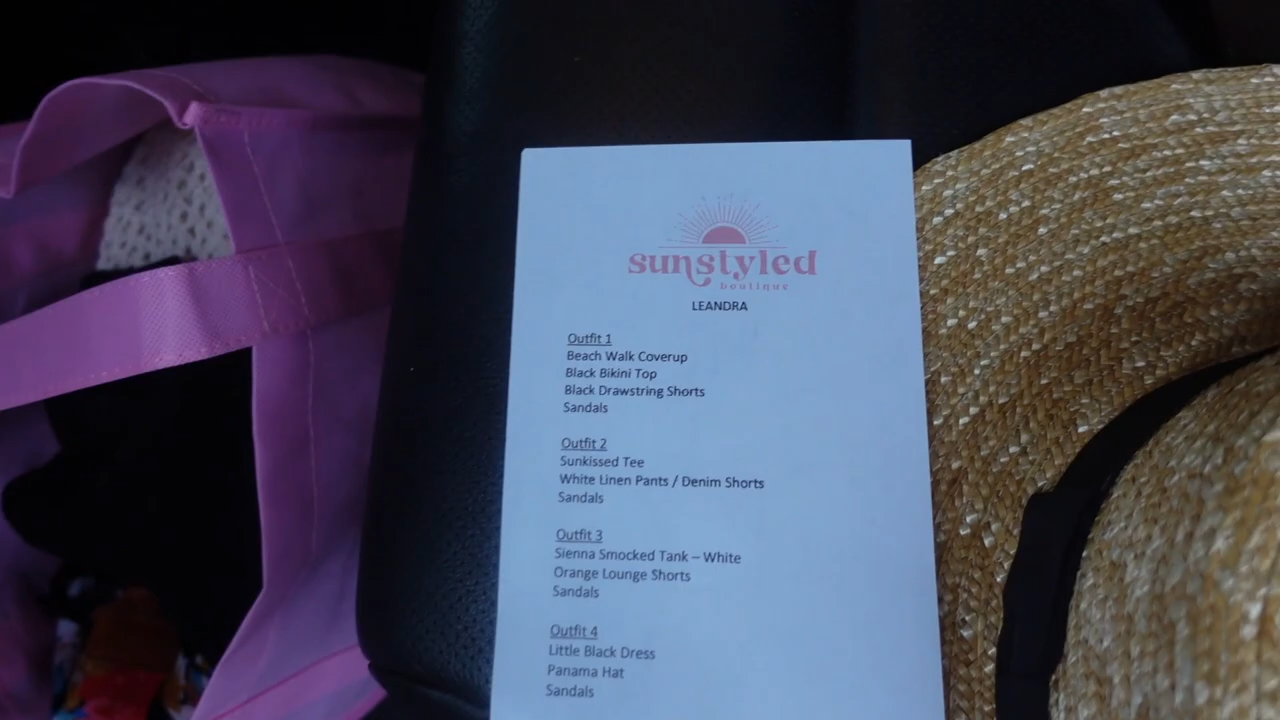 sunstyled
boutique
LEANDRA
Outfit 1
Beach Walk Coverup
Black Bikini Top
Black Drawstring Shorts
Sandals
Outfit 2
Sunkissed Tee
White Linen Pants / Denim Shorts
Sandals
Outfit 3
Sienna Smocked Tank – White
Orange Lounge Shorts
Sandals
Outfit 4
Little Black Dress
Panama Hat
Sandals